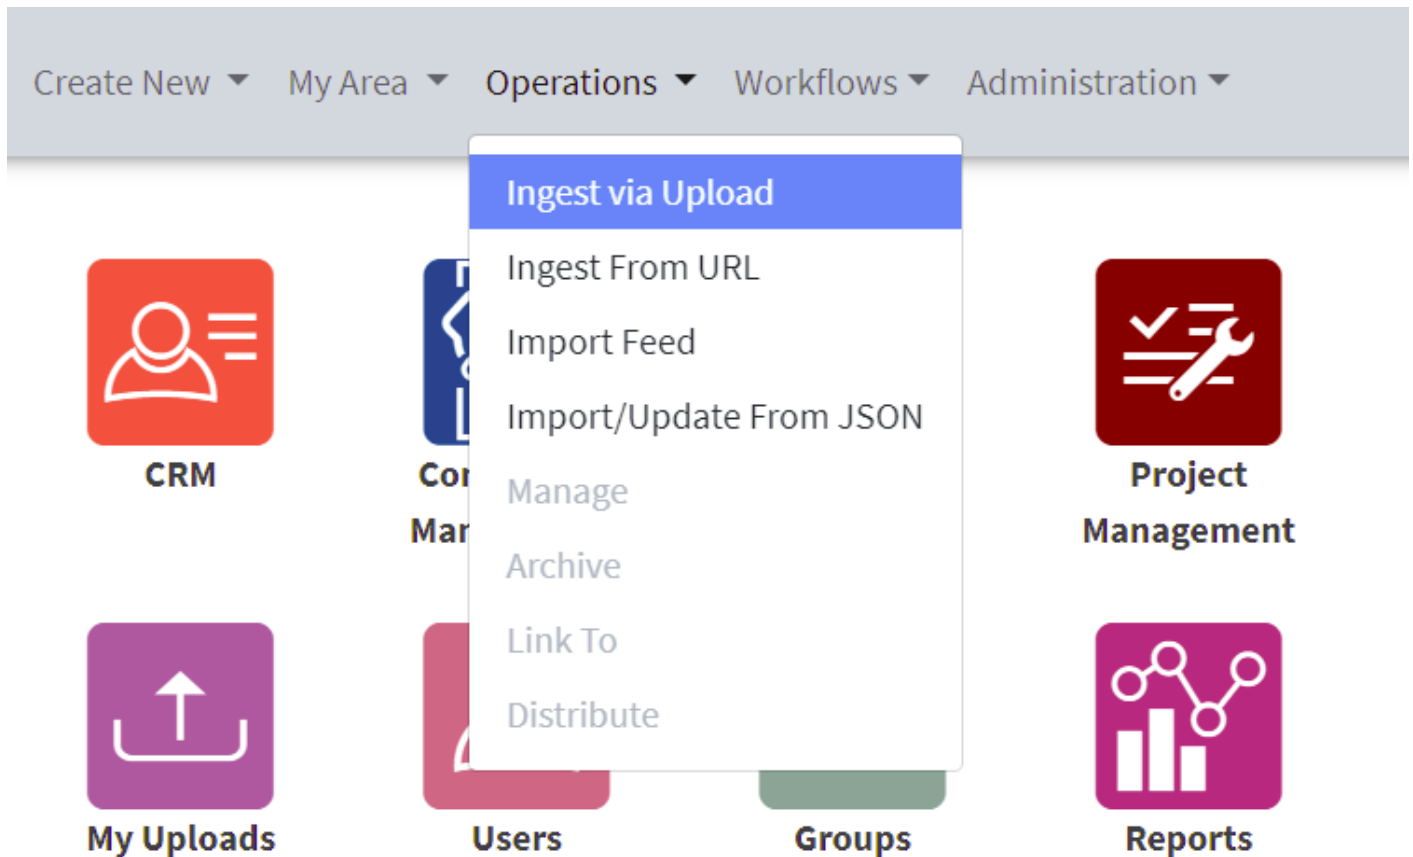 Create New
My Area
Operations
Workflows
Administration
Ingest via Upload
Ingest From URL
Import Feed
Import/Update From JSON
Manage
Archive
Link To
Distribute
CRM
Project
Management
My Uploads
Users
Groups
Reports